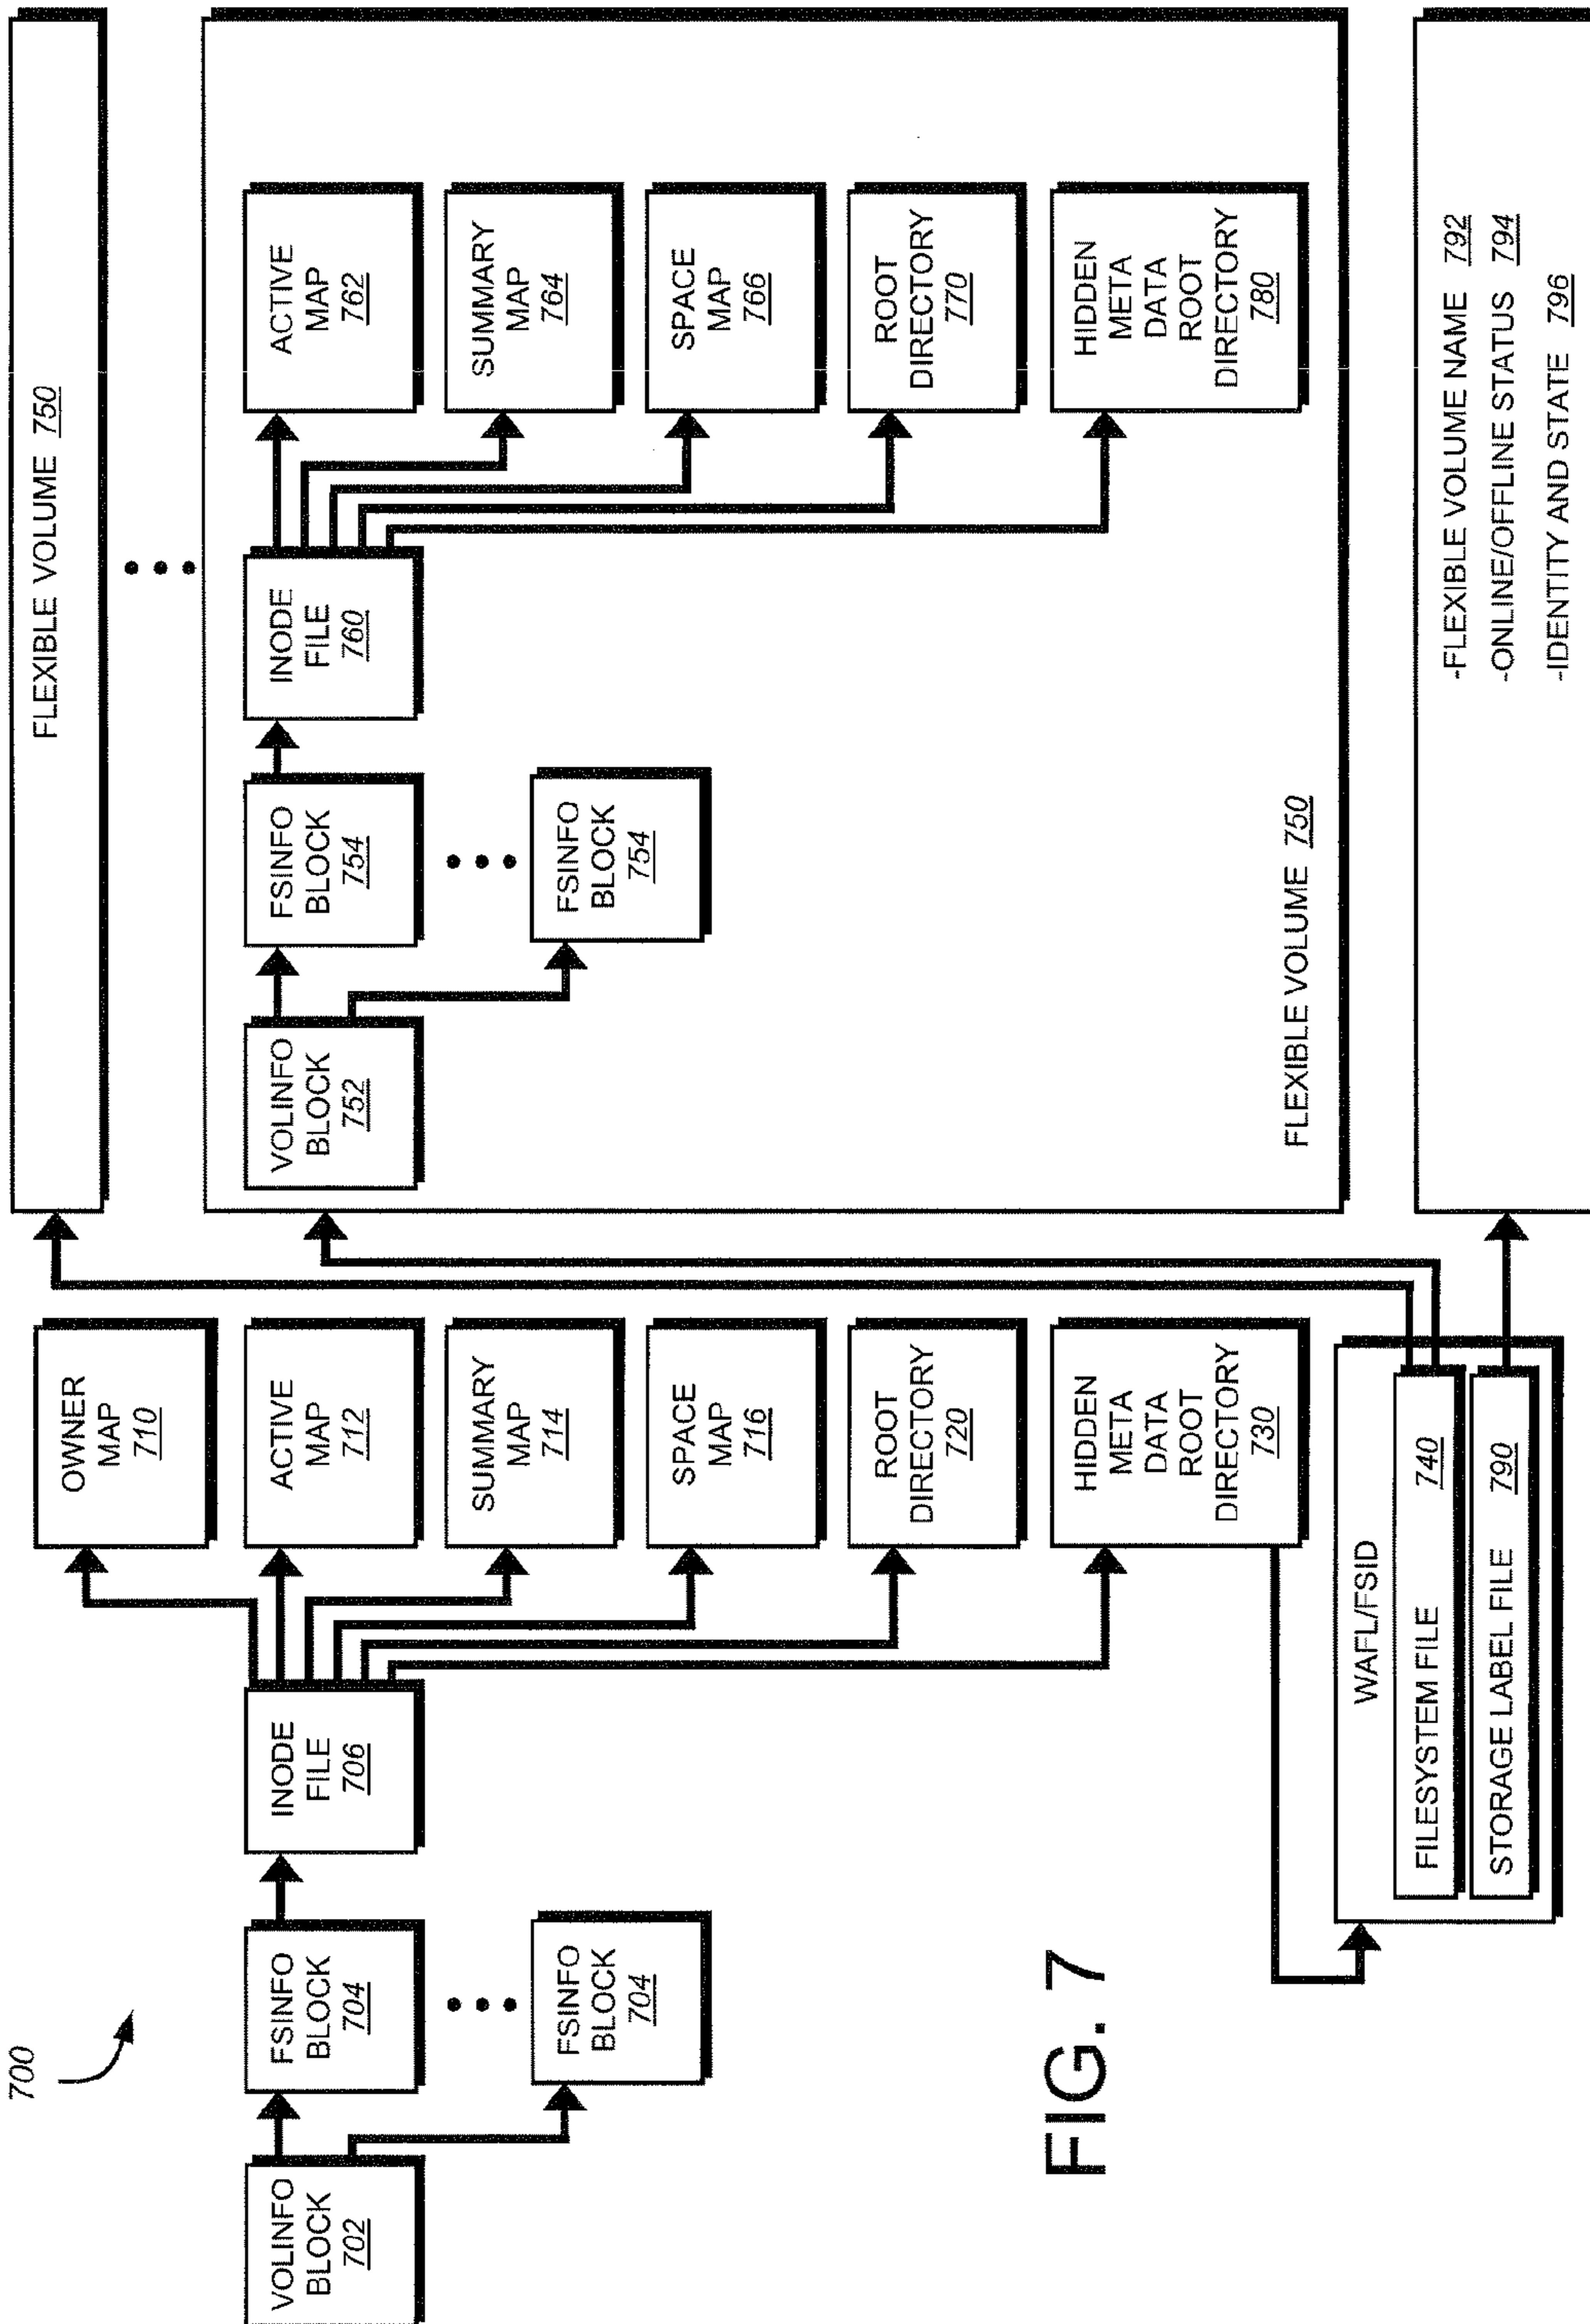 700
VOLINFO
BLOCK
702
FSINFO
BLOCK
704
FSINFO
BLOCK
704
INODE
FILE
706
OWNER
MAP
710
ACTIVE
MAP
712
SUMMARY
MAP
714
SPACE
MAP
716
ROOT
DIRECTORY
720
HIDDEN
META
DATA
ROOT
DIRECTORY
730
WAFL/FSID
FILESYSTEM FILE 740
STORAGE LABEL FILE 790
FLEXIBLE VOLUME 750
VOLINFO
BLOCK
752
FSINFO
BLOCK
754
FSINFO
BLOCK
754
INODE
FILE
760
ACTIVE
MAP
762
SUMMARY
MAP
764
SPACE
MAP
766
ROOT
DIRECTORY
770
HIDDEN
META
DATA
ROOT
DIRECTORY
780
FLEXIBLE VOLUME 750
-FLEXIBLE VOLUME NAME 792
-ONLINE/OFFLINE STATUS 794
-IDENTITY AND STATE 796
FIG. 7